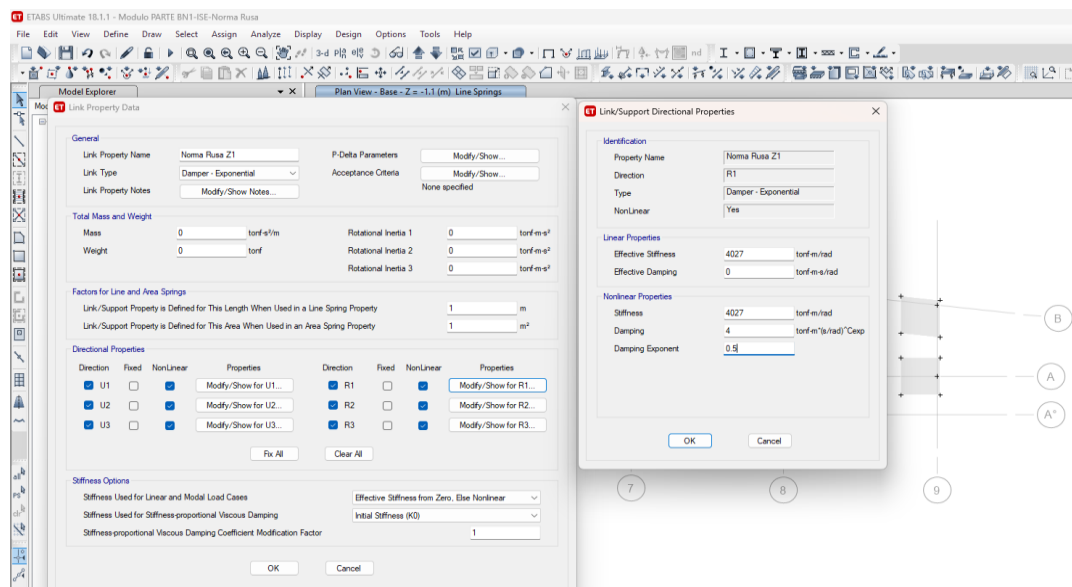 ET ETABS Ultimate 18.1.1 - Modulo PARTE BN1-ISE-Norma Rusa
File Edit View Define Draw Select Assign Analyze Display Design Options Tools Help
3-d nd
Model Explorer
Plan View - Base - Z = -1.1 (m) Line Springs
ET Link Property Data
General
Link Property Name Norma Rusa Z1 P-Delta Parameters Modify/Show...
Link Type Damper - Exponential Acceptance Criteria Modify/Show...
None specified
Link Property Notes Modify/Show Notes...
Total Mass and Weight
Mass 0 tonf-s²/m Rotational Inertia 1 0 tonf-m-s²
Weight 0 tonf Rotational Inertia 2 0 tonf-m-s²
Rotational Inertia 3 0 tonf-m-s²
Factors for Line and Area Springs
Link/Support Property is Defined for This Length When Used in a Line Spring Property 1 m
Link/Support Property is Defined for This Area When Used in an Area Spring Property 1 m²
Directional Properties
Direction Fixed NonLinear Properties Direction Fixed NonLinear Properties
U1 Modify/Show for U1... R1 Modify/Show for R1...
U2 Modify/Show for U2... R2 Modify/Show for R2...
U3 Modify/Show for U3... R3 Modify/Show for R3...
Fix All Clear All
Stiffness Options
Stiffness Used for Linear and Modal Load Cases Effective Stiffness from Zero, Else Nonlinear
Stiffness Used for Stiffness-proportional Viscous Damping Initial Stiffness (K0)
Stiffness-proportional Viscous Damping Coefficient Modification Factor 1
OK Cancel
ET Link/Support Directional Properties
Identification
Property Name Norma Rusa Z1
Direction R1
Type Damper - Exponential
NonLinear Yes
Linear Properties
Effective Stiffness 4027 tonf-m/rad
Effective Damping 0 tonf-m-s/rad
Nonlinear Properties
Stiffness 4027 tonf-m/rad
Damping 4 tonf-m*(s/rad)^Cexp
Damping Exponent 0.5
OK Cancel
B
A
A°
7 8 9
all
PS
clr